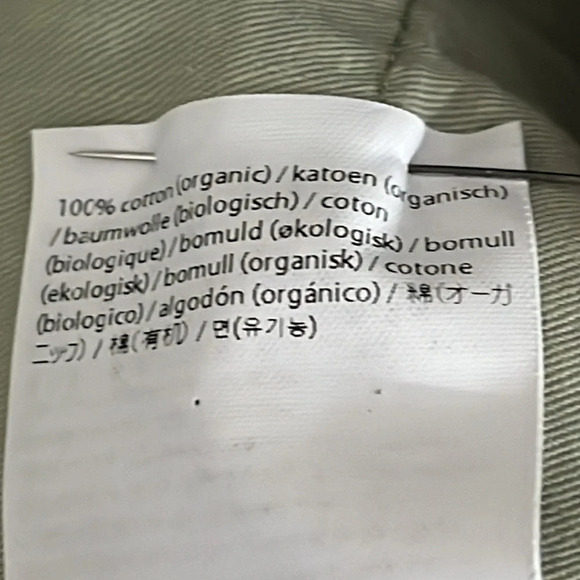 100% cotton (organic) / katoen (organisch)
/ baumwolle (biologisch) / coton
(biologique) / bomuld (økologisk) / bomull
(ekologisk) / bomull (organisk) / cotone
(biologico) / algodón (orgánico) / 綿(オーガ
ニック) / 棉(有机) / 면(유기농)